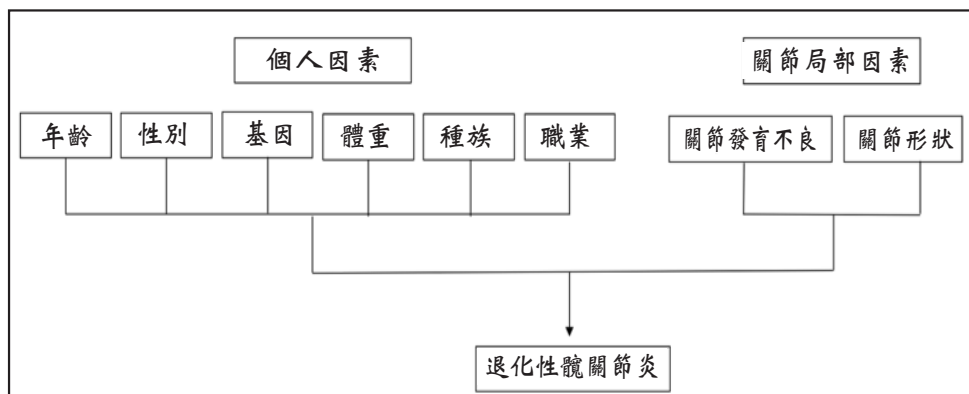 個人因素
關節局部因素
年齡
性別
基因
體重
種族
職業
關節發育不良
關節形狀
退化性髖關節炎